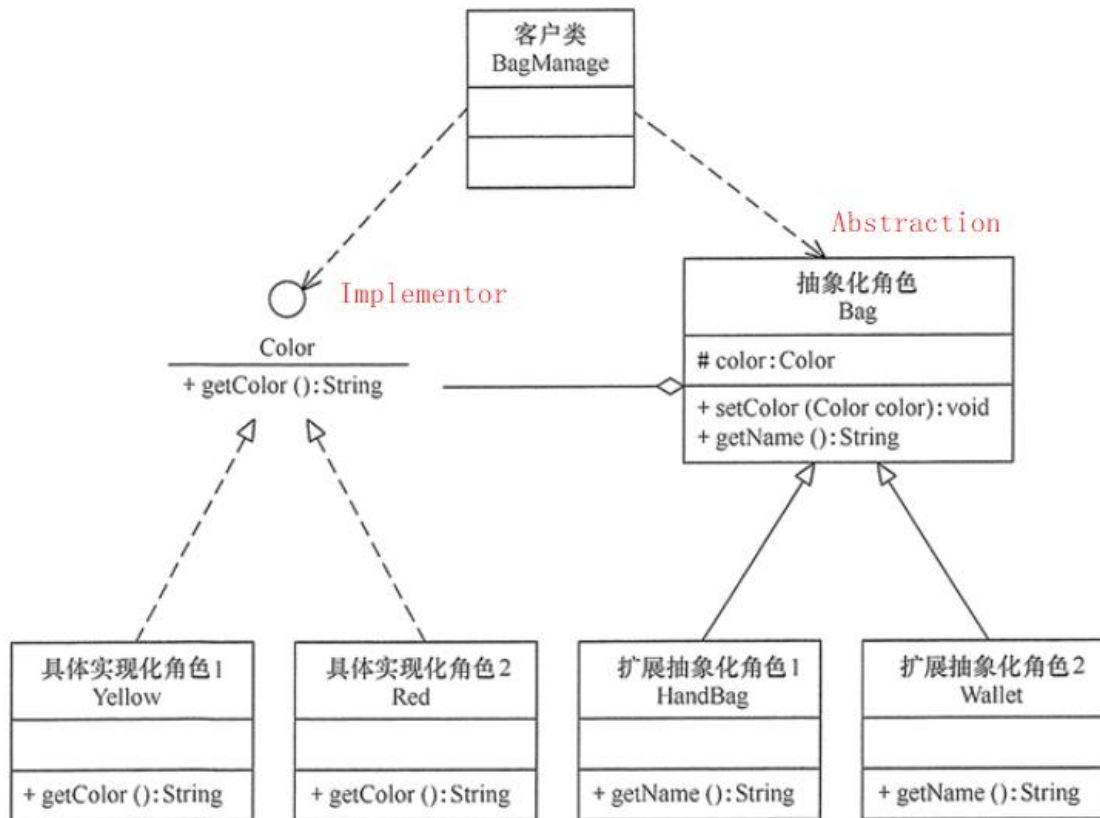 客户类
BagManage
Abstraction
Implementor
抽象化角色
Bag
# color:Color
+ setColor (Color color):void
+ getName ():String
Color
+ getColor ():String
具体实现化角色1
Yellow
+ getColor ():String
具体实现化角色2
Red
+ getColor ():String
扩展抽象化角色1
HandBag
+ getName ():String
扩展抽象化角色2
Wallet
+ getName ():String